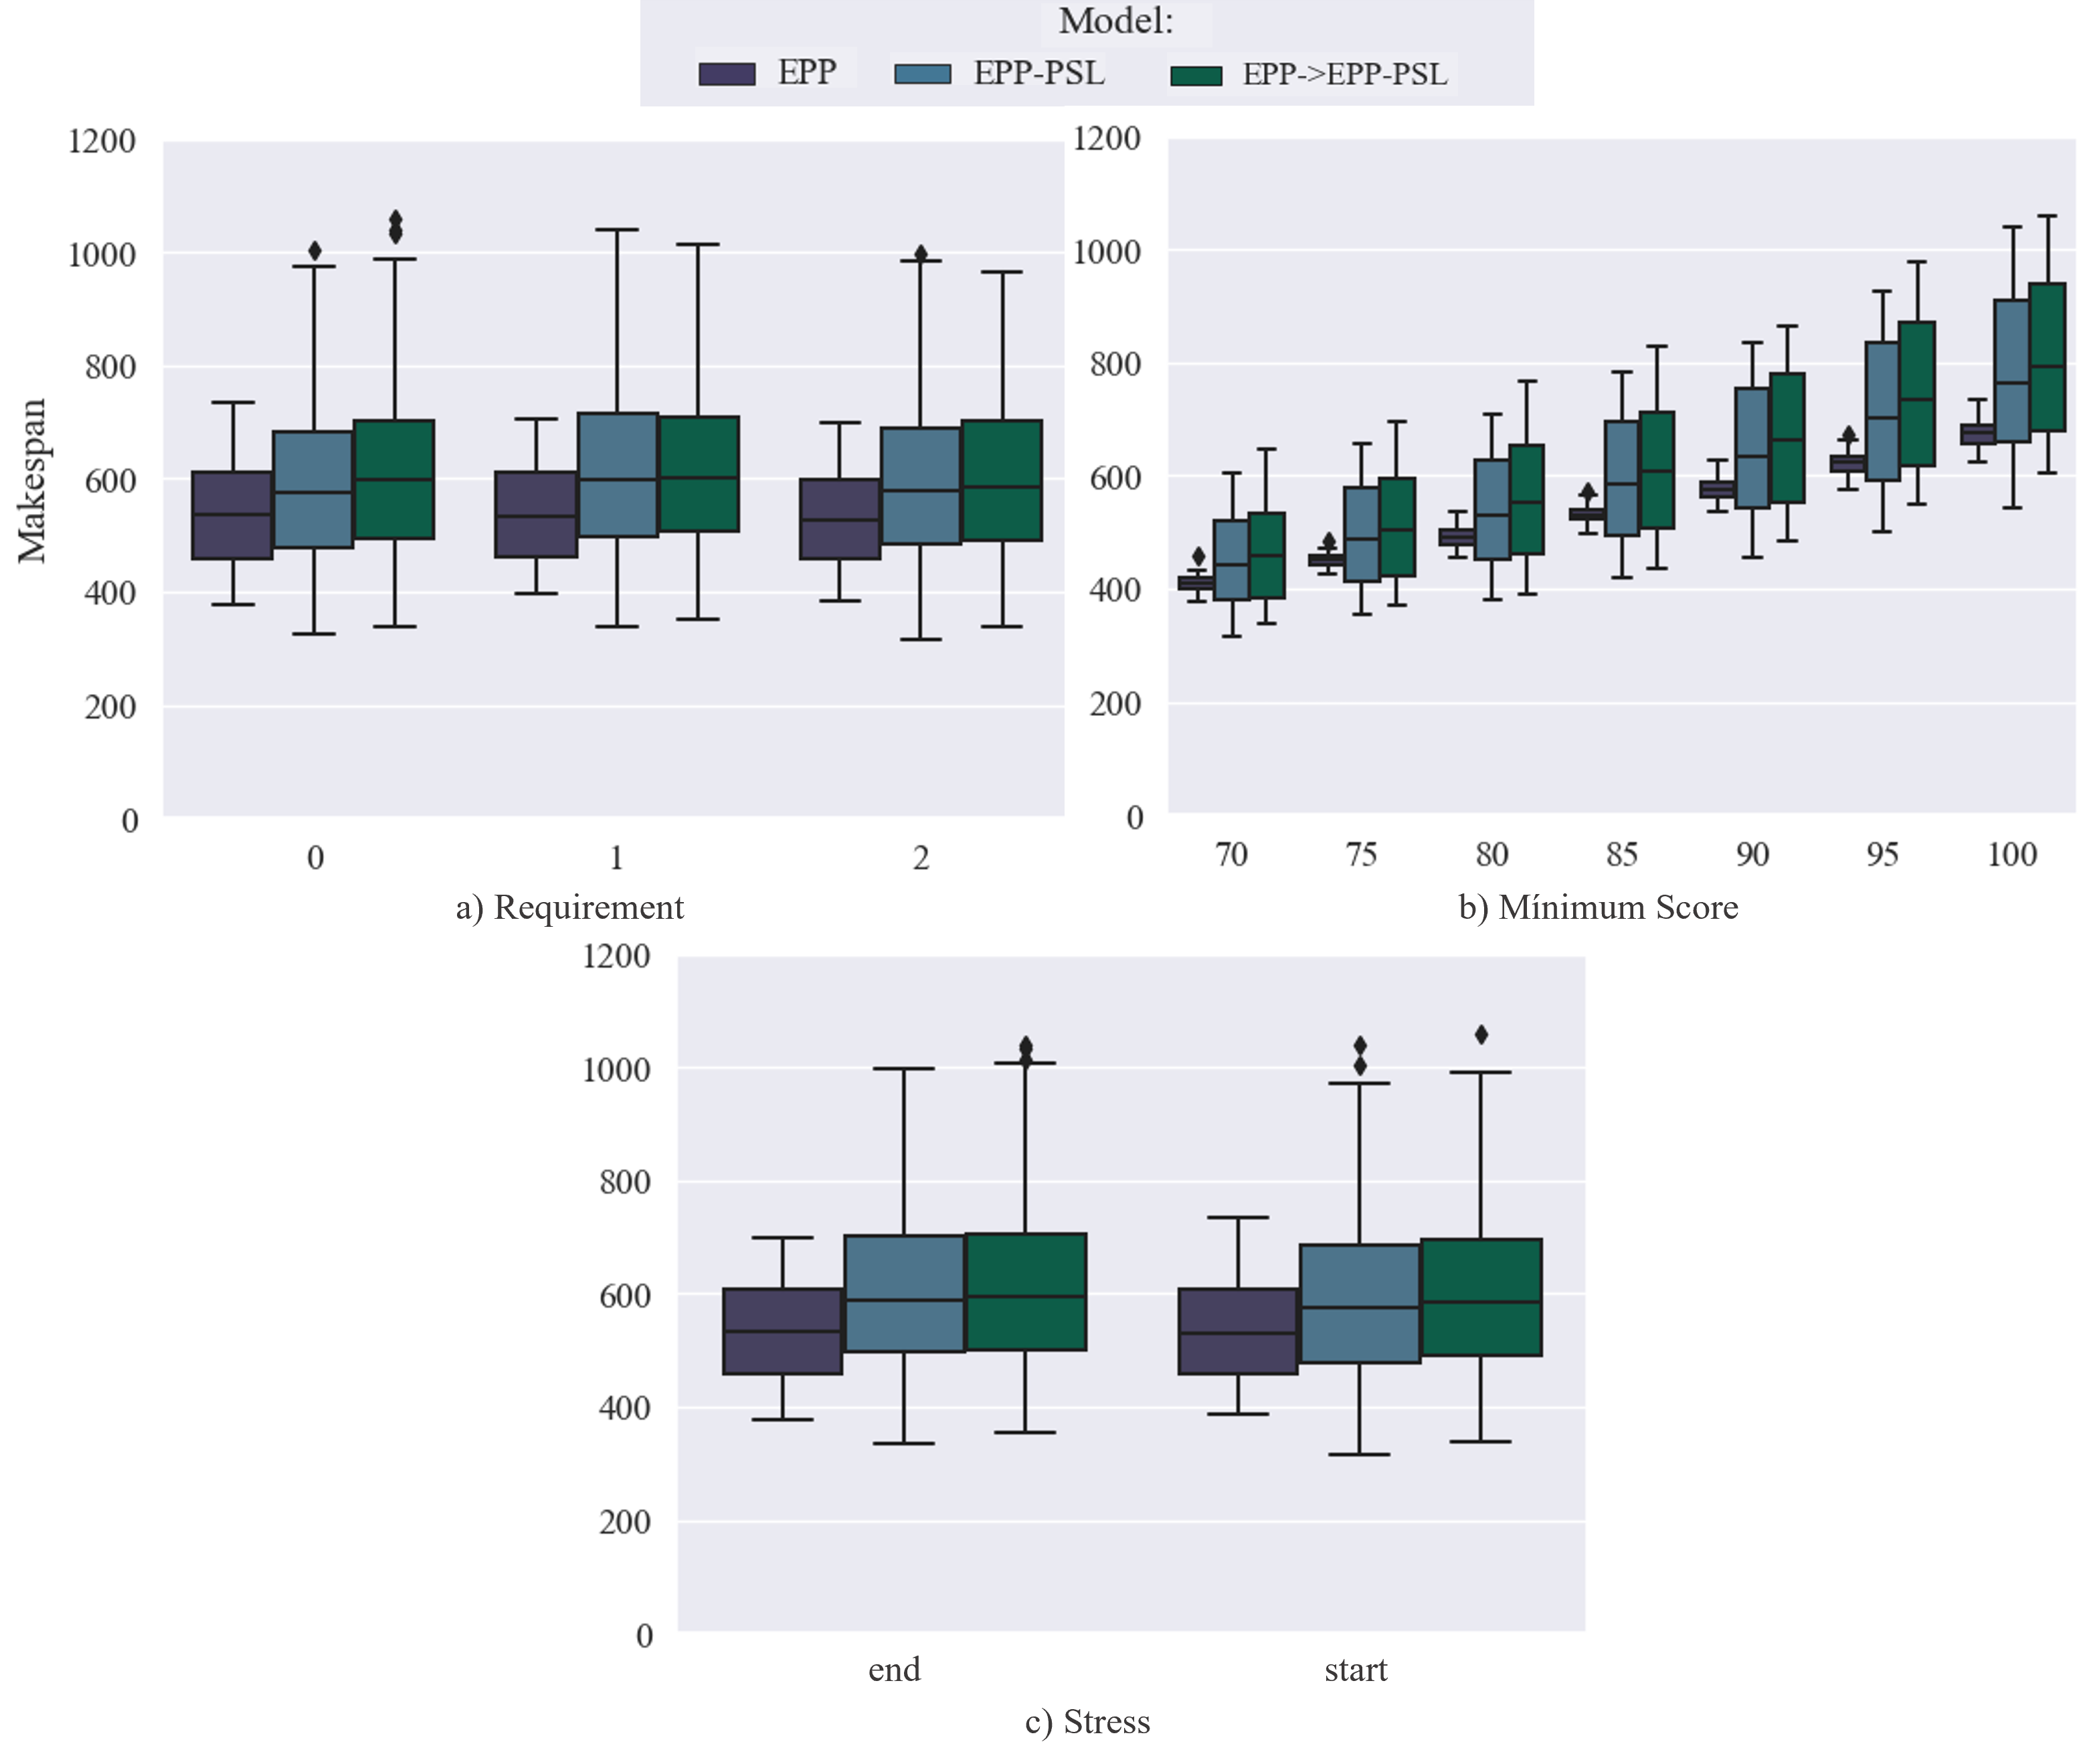 Model:
EPP EPP-PSL EPP->EPP-PSL
Makespan
1200
1000
800
600
400
200
0
0 1 2
a) Requirement
1200
1000
800
600
400
200
0
70 75 80 85 90 95 100
b) Mínimum Score
1200
1000
800
600
400
200
0
end start
c) Stress